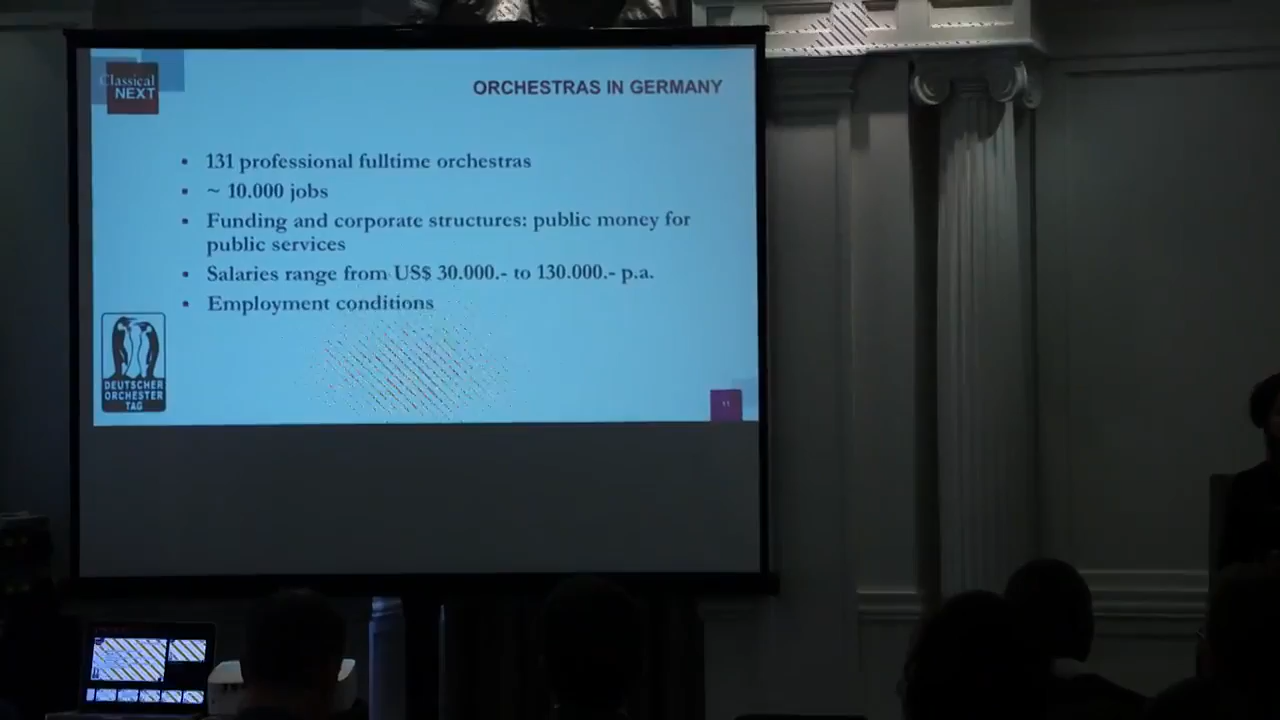 Classical
NEXT
ORCHESTRAS IN GERMANY
• 131 professional fulltime orchestras
• ~ 10.000 jobs
• Funding and corporate structures: public money for
public services
• Salaries range from US$ 30.000.- to 130.000.- p.a.
• Employment conditions
DEUTSCHER
ORCHESTER
TAG
11